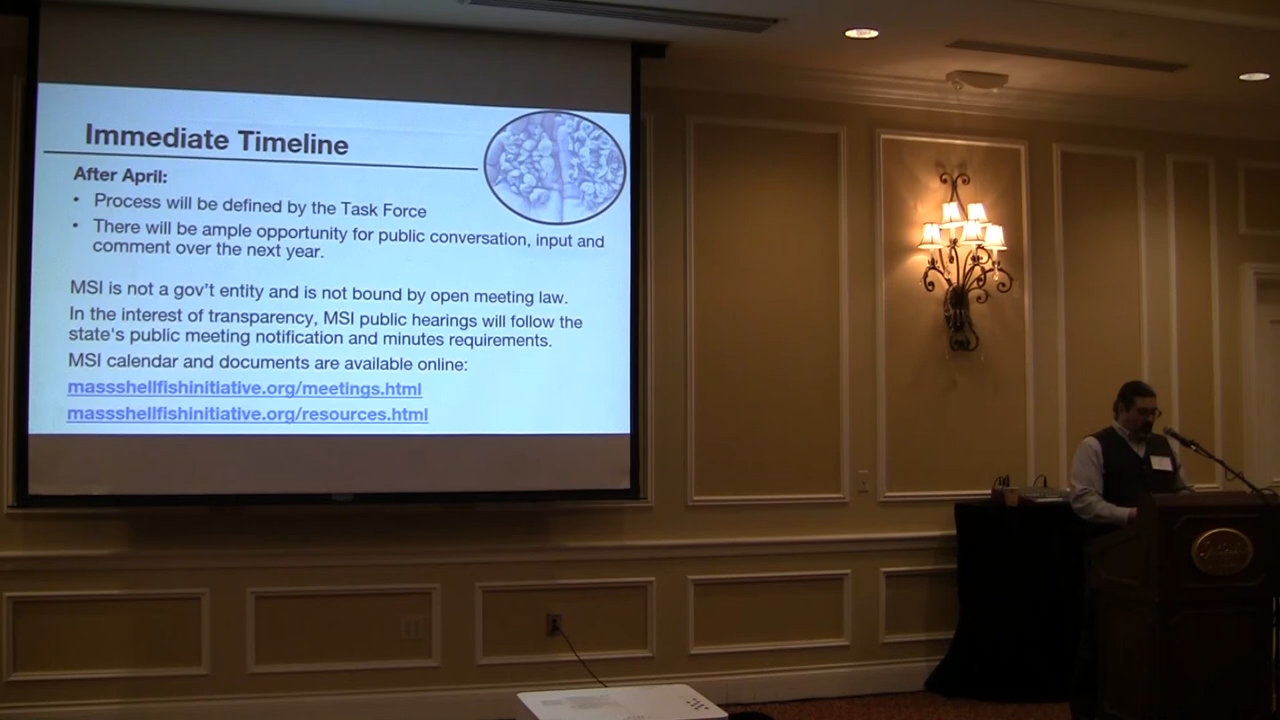 Immediate Timeline
After April:
• Process will be defined by the Task Force
• There will be ample opportunity for public conversation, input and
comment over the next year.
MSI is not a gov't entity and is not bound by open meeting law.
In the interest of transparency, MSI public hearings will follow the
state's public meeting notification and minutes requirements.
MSI calendar and documents are available online:
massshellfishinitiative.org/meetings.html
massshellfishinitiative.org/resources.html